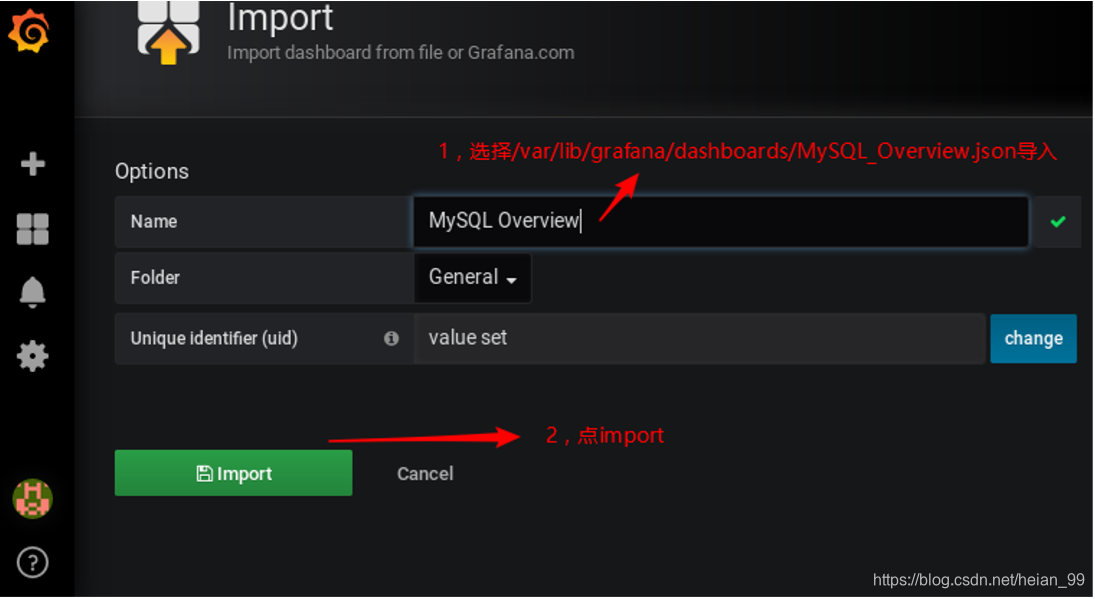 Import
Import dashboard from file or Grafana.com
1，选择/var/lib/grafana/dashboards/MySQL_Overview.json导入
Options
Name
MySQL Overview
Folder
General
Unique identifier (uid)
value set
change
2，点import
Import
Cancel
?
https://blog.csdn.net/heian_99